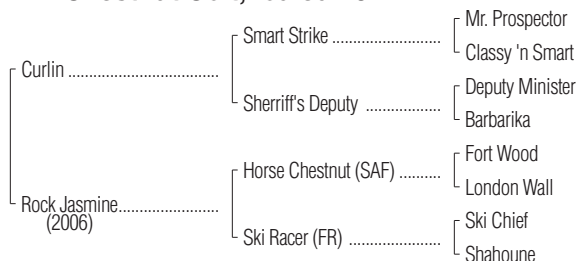 Smart Strike ......................
Mr. Prospector
Classy 'n Smart
Curlin ......................................
Sherriff's Deputy ...................
Deputy Minister
Barbarika
Horse Chestnut (SAF) ..........
Fort Wood
London Wall
Rock Jasmine.........................
(2006)
Ski Racer (FR) .......................
Ski Chief
Shahoune